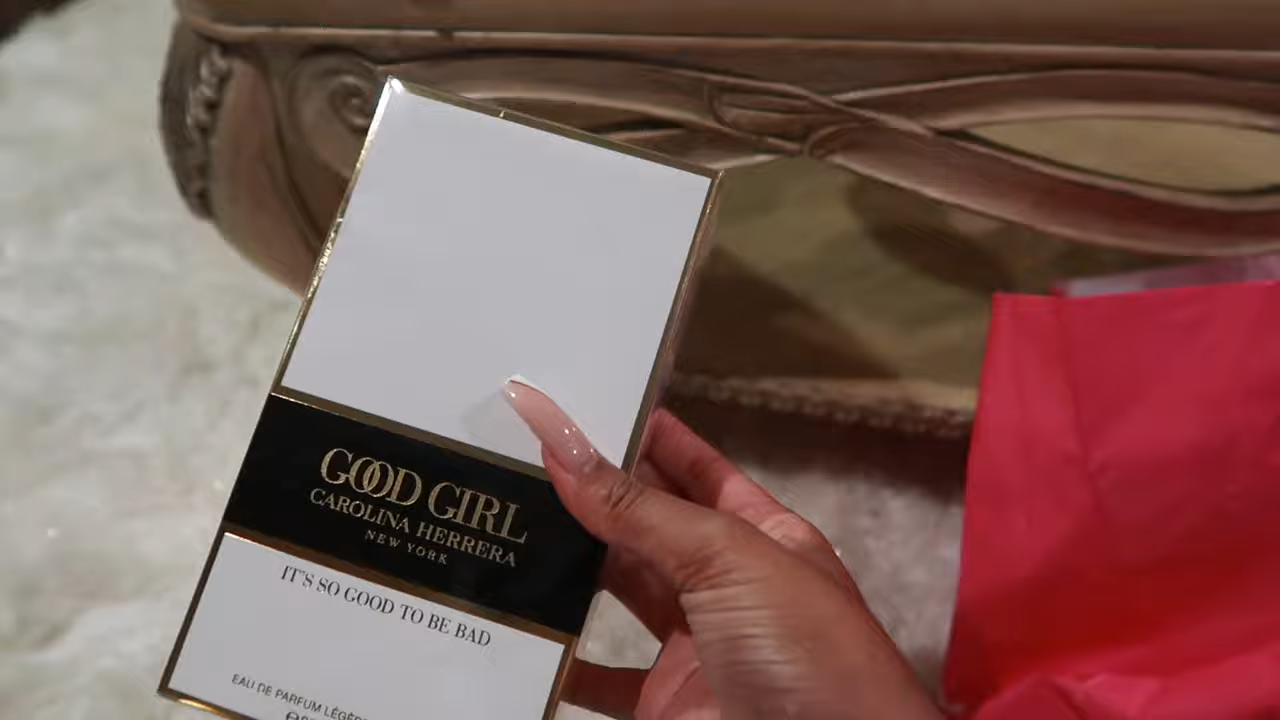 GOOD GIRL
CAROLINA HERRERA
NEW YORK
IT'S SO GOOD TO BE BAD
EAU DE PARFUM LÉGÈRE